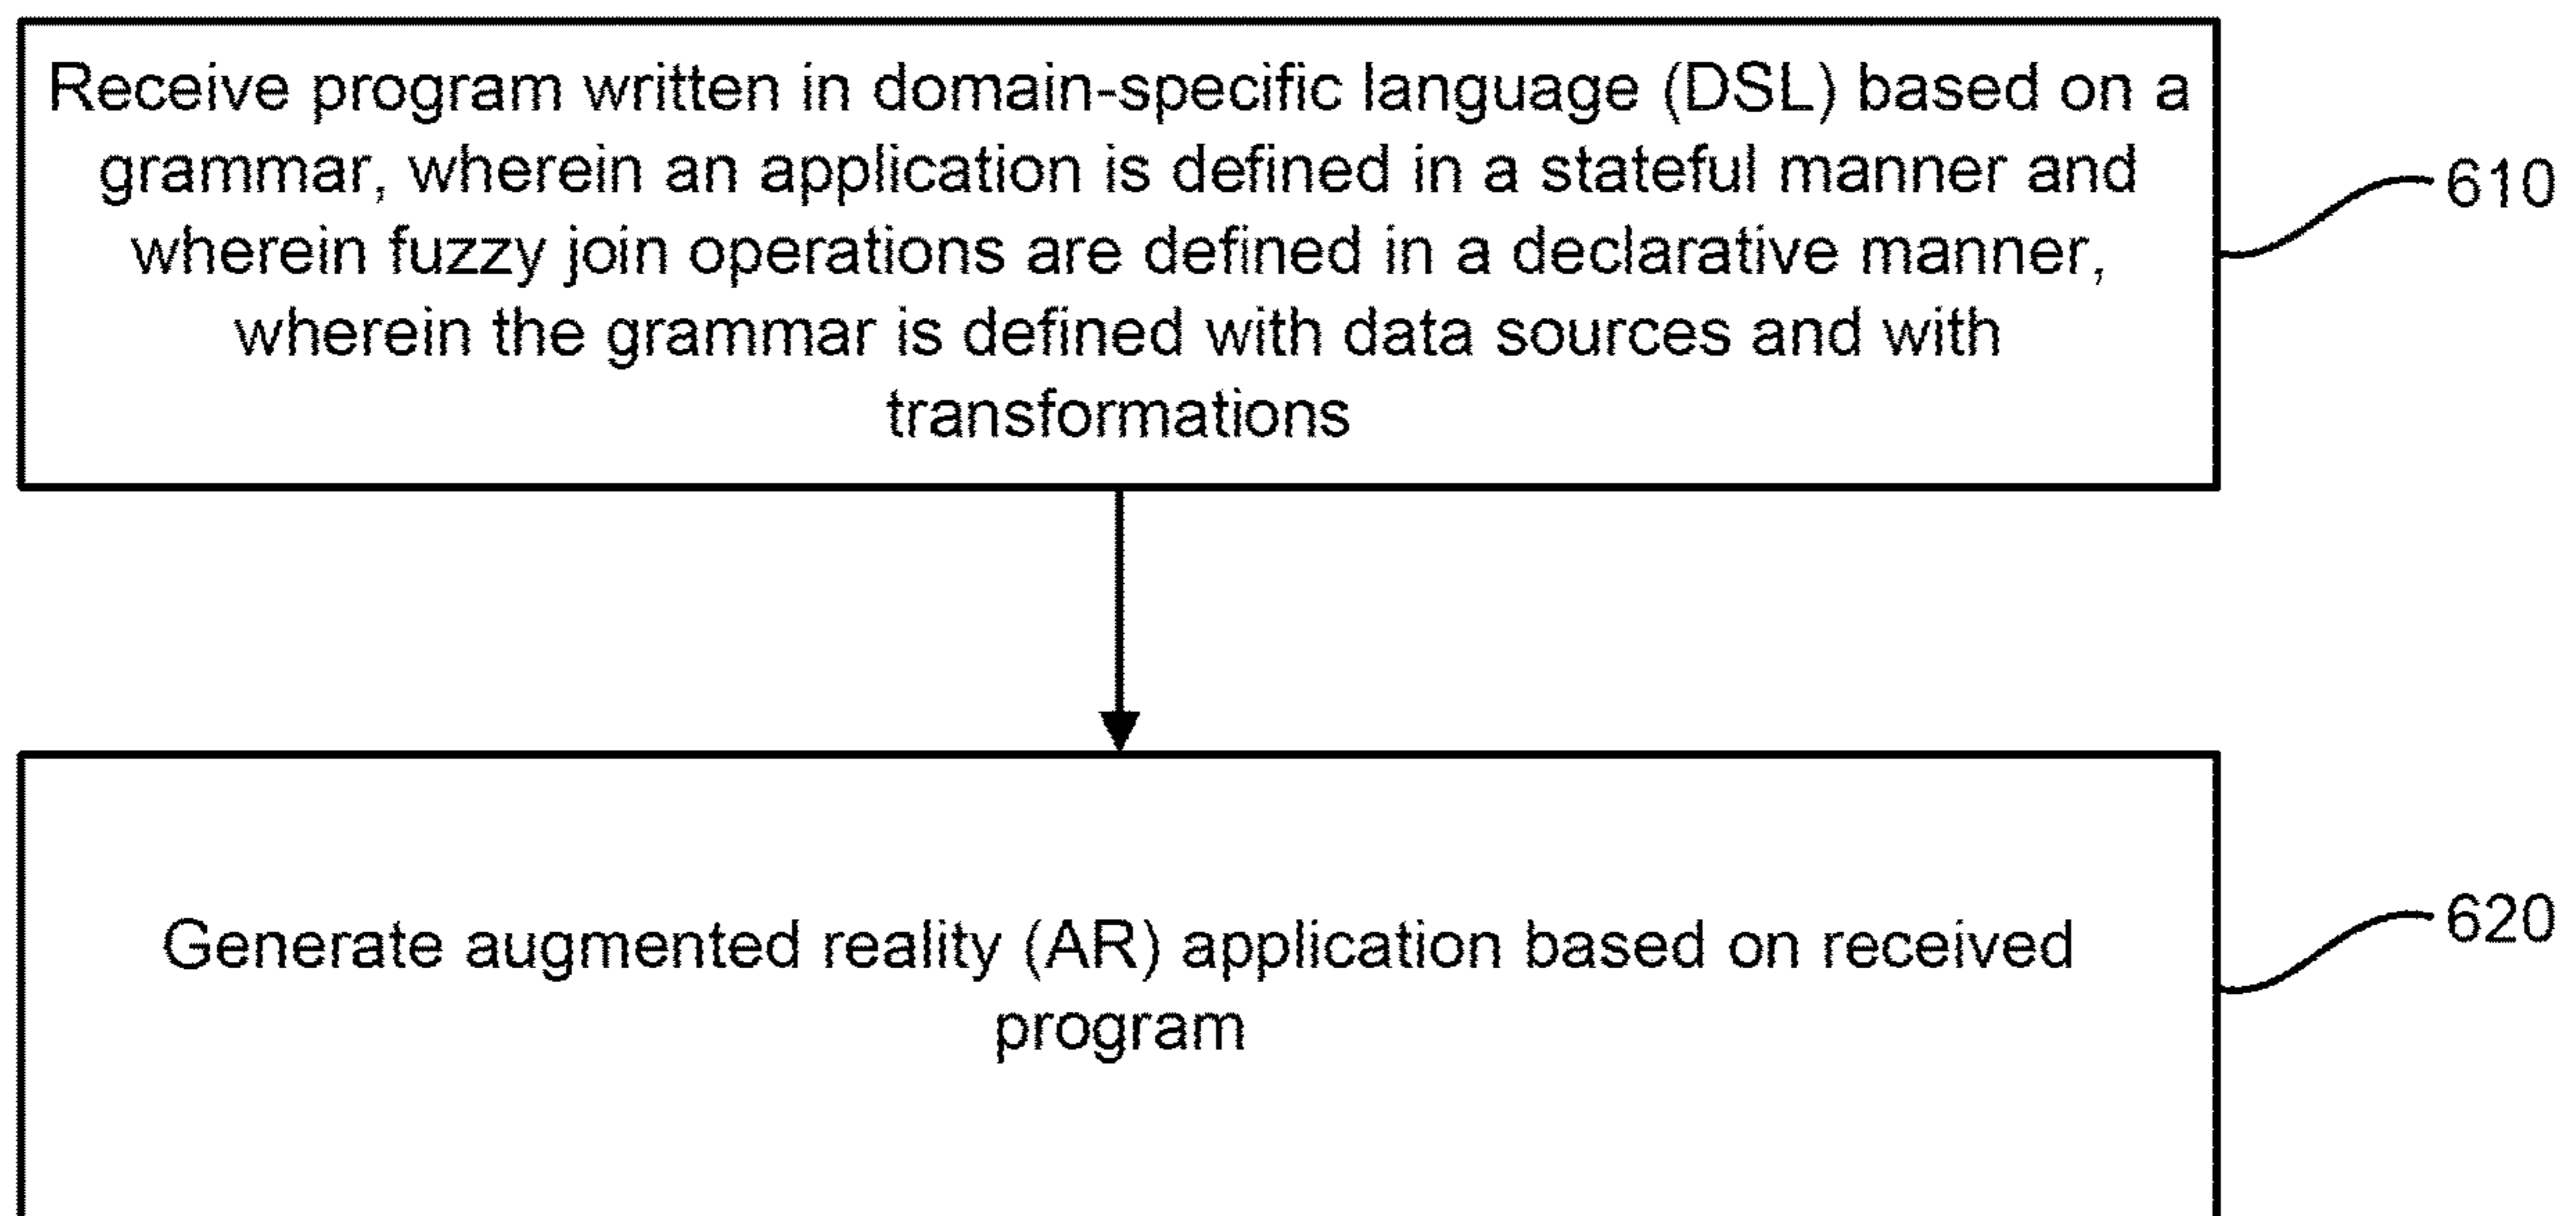 Receive program written in domain-specific language (DSL) based on a
grammar, wherein an application is defined in a stateful manner and
wherein fuzzy join operations are defined in a declarative manner,
wherein the grammar is defined with data sources and with
transformations
610
Generate augmented reality (AR) application based on received
program
620